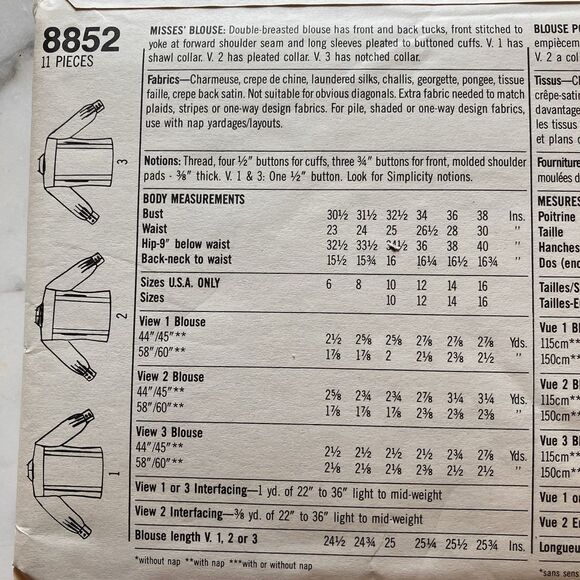 8852
11 PIECES
MISSES' BLOUSE: Double-breasted blouse has front and back tucks, front stitched to
yoke at forward shoulder seam and long sleeves pleated to buttoned cuffs. V. 1 has
shawl collar. V. 2 has pleated collar. V. 3 has notched collar.
Fabrics–Charmeuse, crepe de chine, laundered silks, challis, georgette, pongee, tissue
faille, crepe back satin. Not suitable for obvious diagonals. Extra fabric needed to match
plaids, stripes or one-way design fabrics. For pile, shaded or one-way design fabrics,
use with nap yardages/layouts.
Notions: Thread, four ½" buttons for cuffs, three ¾" buttons for front, molded shoulder
pads - ⅜" thick. V. 1 & 3: One ½" button. Look for Simplicity notions.
BODY MEASUREMENTS
Bust 30½ 31½ 32½ 34 36 38 Ins.
Waist 23 24 25 26½ 28 30 "
Hip-9" below waist 32½ 33½ 34½ 36 38 40 "
Back-neck to waist 15½ 15¾ 16 16¼ 16½ 16¾ "
Sizes U.S.A. ONLY 6 8 10 12 14 16
Sizes 10 12 14 16
View 1 Blouse
44"/45"** 2½ 2⅝ 2⅝ 2⅞ 2⅞ 2⅞ Yds.
58"/60"** 1⅞ 1⅞ 2 2⅛ 2⅜ 2½ "
View 2 Blouse
44"/45"** 2⅝ 2¾ 2¾ 2⅞ 3¼ 3¼ Yds.
58"/60"** 1⅞ 1⅞ 1⅞ 2⅜ 2⅜ 2⅜ "
View 3 Blouse
44"/45"** 2½ 2½ 2½ 2½ 2¾ 2⅞ Yds.
58"/60"** 2⅛ 2⅛ 2⅛ 2⅜ 2½ 2½ "
View 1 or 3 Interfacing–1 yd. of 22" to 36" light to mid-weight
View 2 Interfacing–⅜ yd. of 22" to 36" light to mid-weight
Blouse length V. 1, 2 or 3 24½ 24¾ 25 25¼ 25½ 25¾ Ins.
*without nap **with nap ***with or without nap
3
2
1
BLOUSE
empièceme
V. 2 a col
Tissus–
crêpe-satin
davantage
les tissus
et plans
Fourniture
moulées d
MESURES
Poitrine
Taille
Hanches
Dos (enc
Tailles/S
Tailles-E
Vue 1 Bl
115cm**
150cm**
Vue 2 B
115cm**
150cm**
Vue 3 Bl
115cm**
150cm**
Vue 1 o
Vue 2 En
Longueu
*sans sens